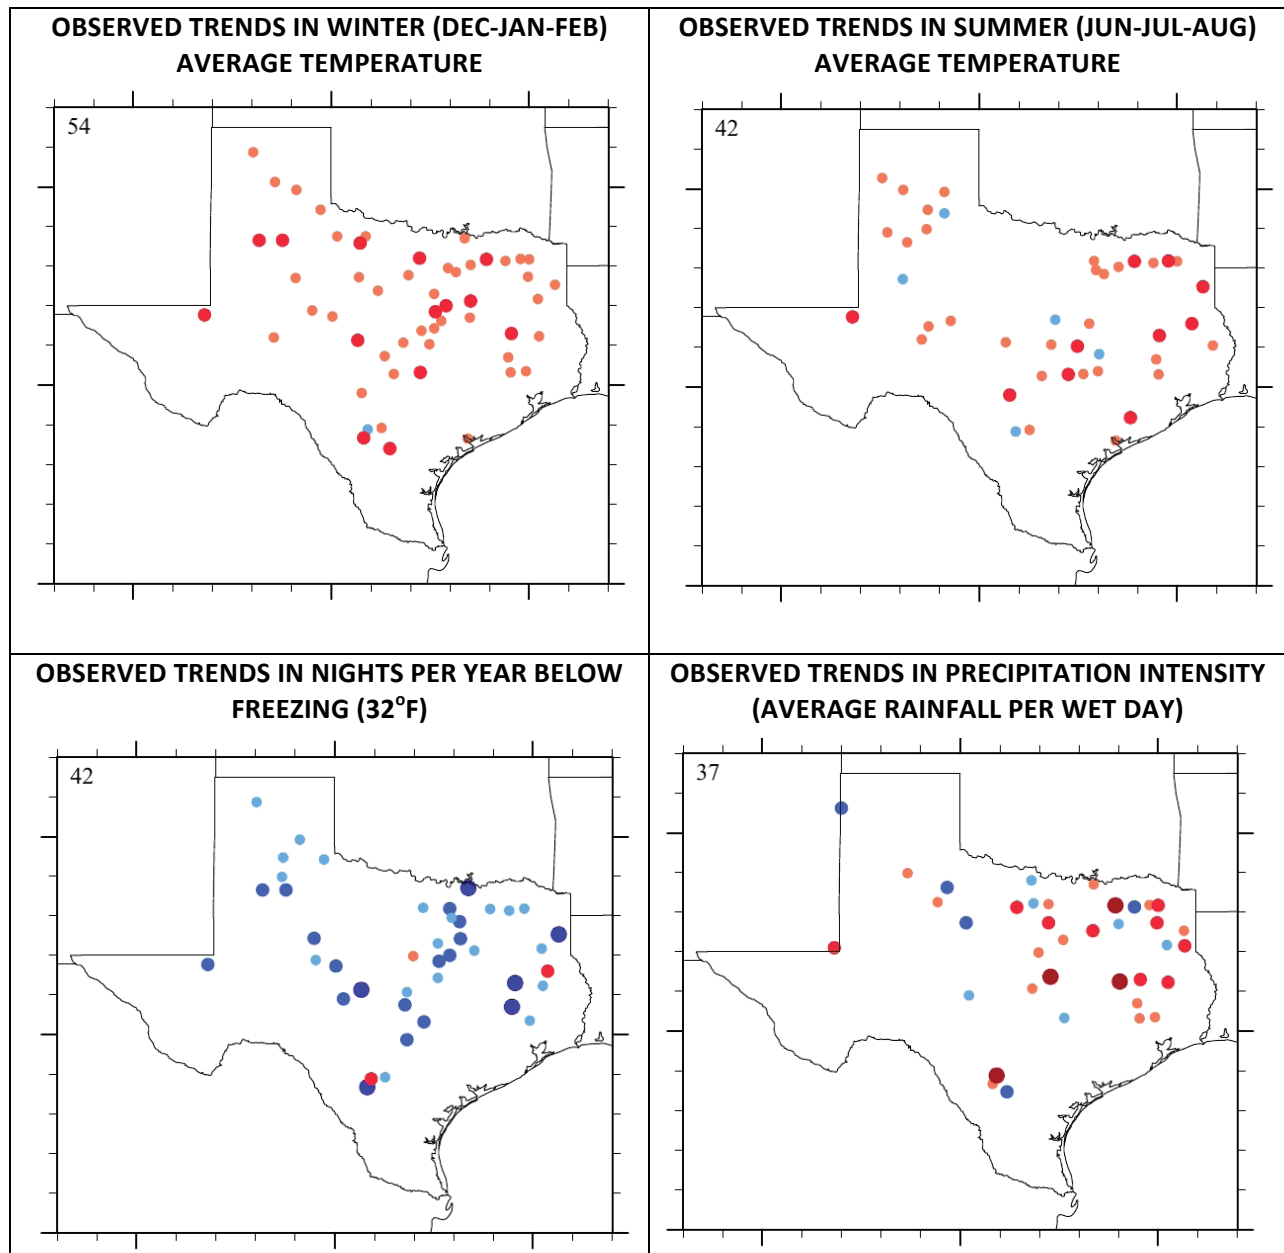 OBSERVED TRENDS IN WINTER (DEC-JAN-FEB)
AVERAGE TEMPERATURE
54
OBSERVED TRENDS IN SUMMER (JUN-JUL-AUG)
AVERAGE TEMPERATURE
42
OBSERVED TRENDS IN NIGHTS PER YEAR BELOW
FREEZING (32°F)
42
OBSERVED TRENDS IN PRECIPITATION INTENSITY
(AVERAGE RAINFALL PER WET DAY)
37